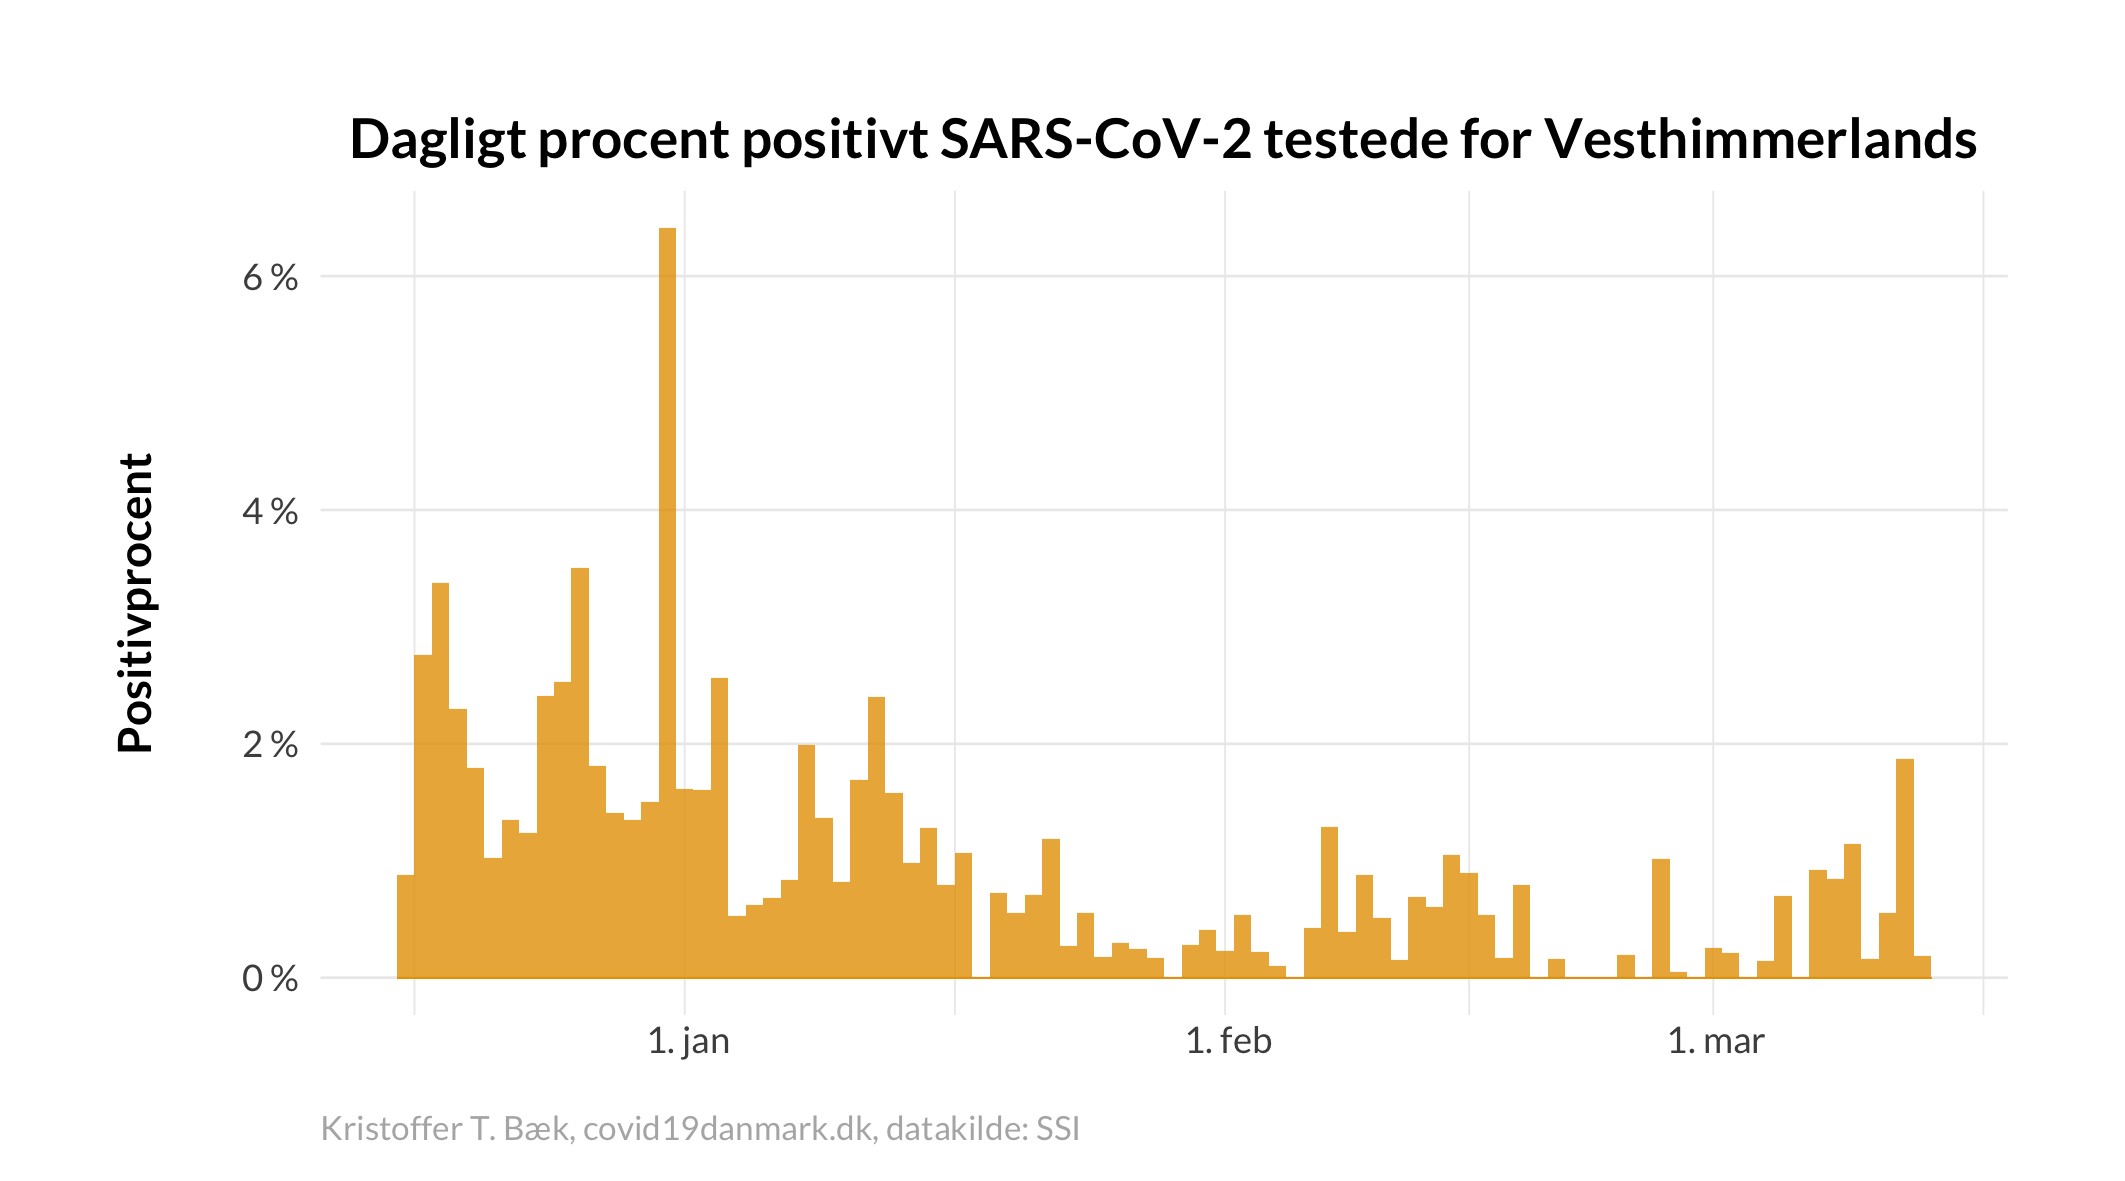 Dagligt procent positivt SARS-CoV-2 testede for Vesthimmerlands
Positivprocent
6 %
4 %
2 %
0 %
1. jan
1. feb
1. mar
Kristoffer T. Bæk, covid19danmark.dk, datakilde: SSI